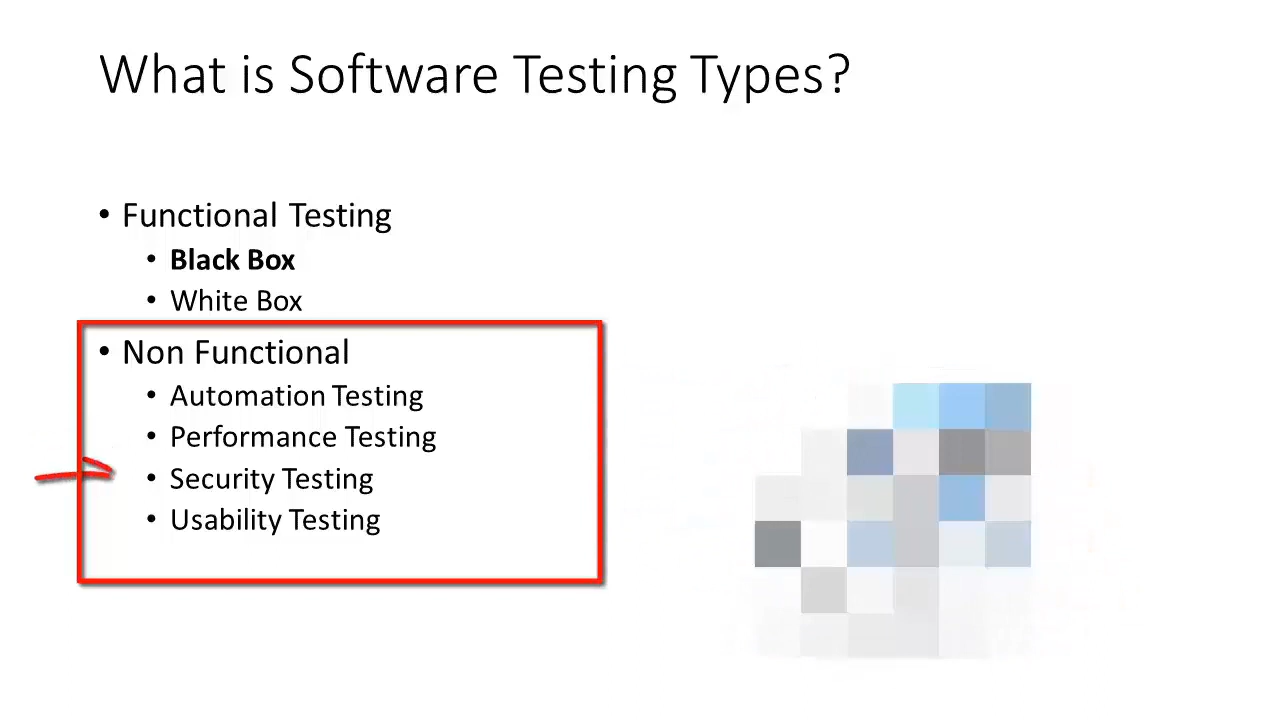 What is Software Testing Types?
• Functional Testing
• Black Box
• White Box
• Non Functional
• Automation Testing
• Performance Testing
• Security Testing
• Usability Testing